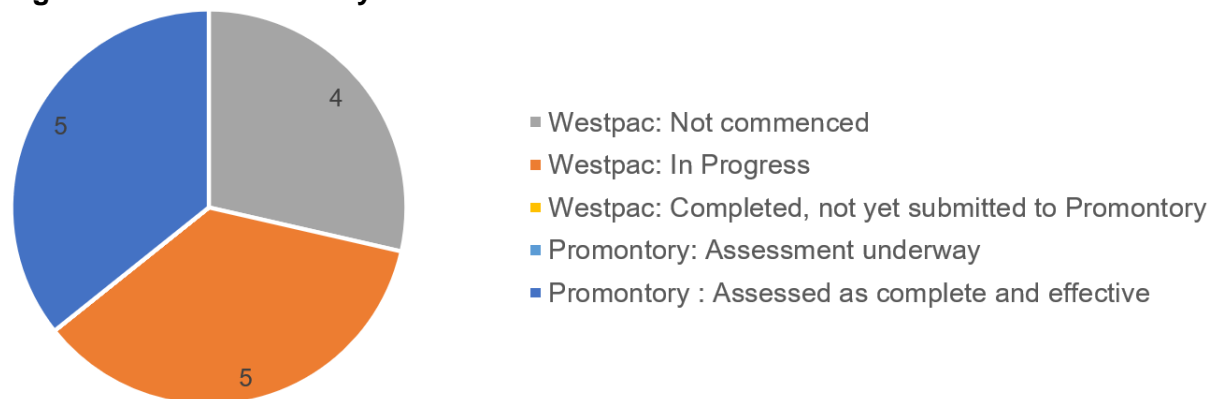 4
5
5
Westpac: Not commenced
Westpac: In Progress
Westpac: Completed, not yet submitted to Promontory
Promontory: Assessment underway
Promontory : Assessed as complete and effective